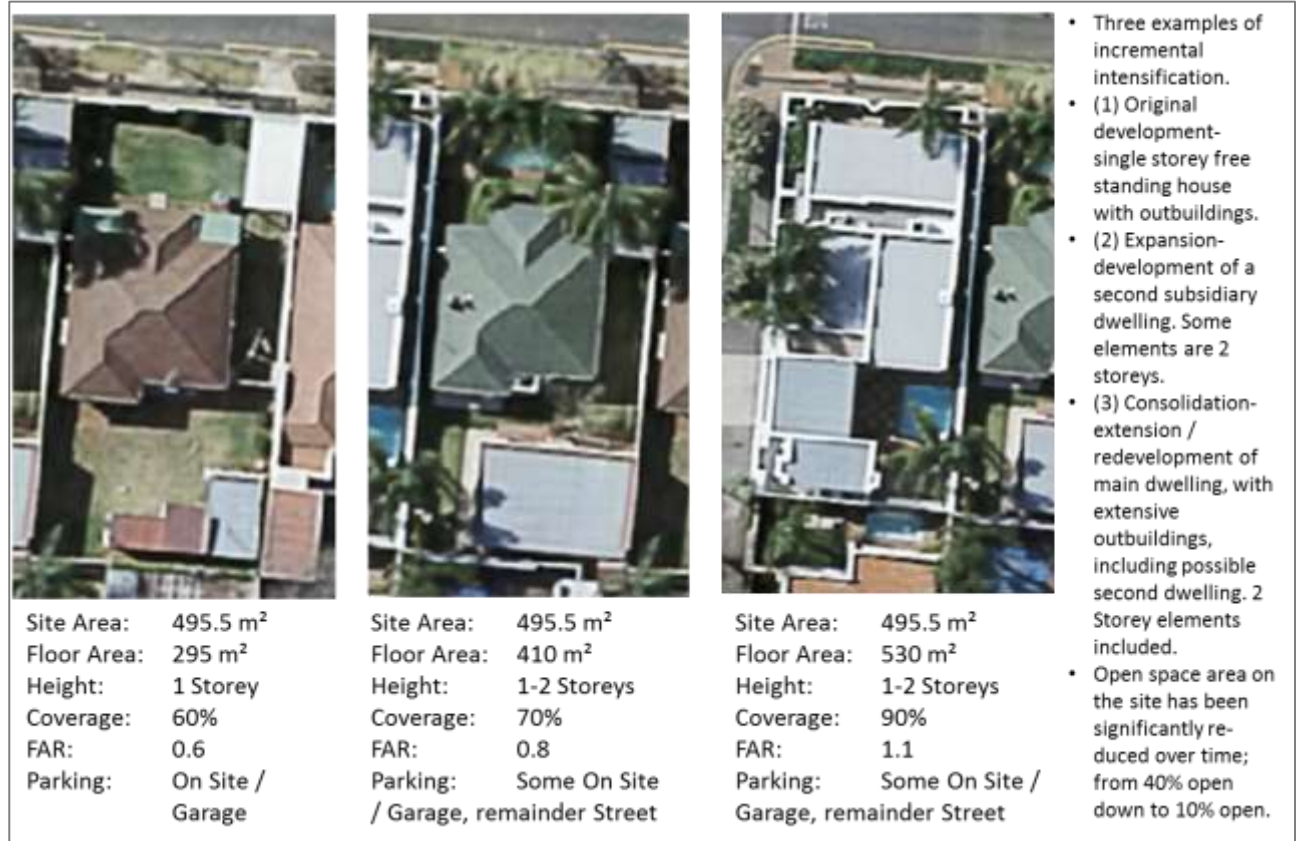 Site Area: 495.5 m²
Floor Area: 295 m²
Height: 1 Storey
Coverage: 60%
FAR: 0.6
Parking: On Site /
Garage
Site Area: 495.5 m²
Floor Area: 410 m²
Height: 1-2 Storeys
Coverage: 70%
FAR: 0.8
Parking: Some On Site
/ Garage, remainder Street
Site Area: 495.5 m²
Floor Area: 530 m²
Height: 1-2 Storeys
Coverage: 90%
FAR: 1.1
Parking: Some On Site /
Garage, remainder Street
• Three examples of
incremental
intensification.
• (1) Original
development-
single storey free
standing house
with outbuildings.
• (2) Expansion-
development of a
second subsidiary
dwelling. Some
elements are 2
storeys.
• (3) Consolidation-
extension /
redevelopment of
main dwelling, with
extensive
outbuildings,
including possible
second dwelling. 2
Storey elements
included.
• Open space area on
the site has been
significantly re-
duced over time;
from 40% open
down to 10% open.